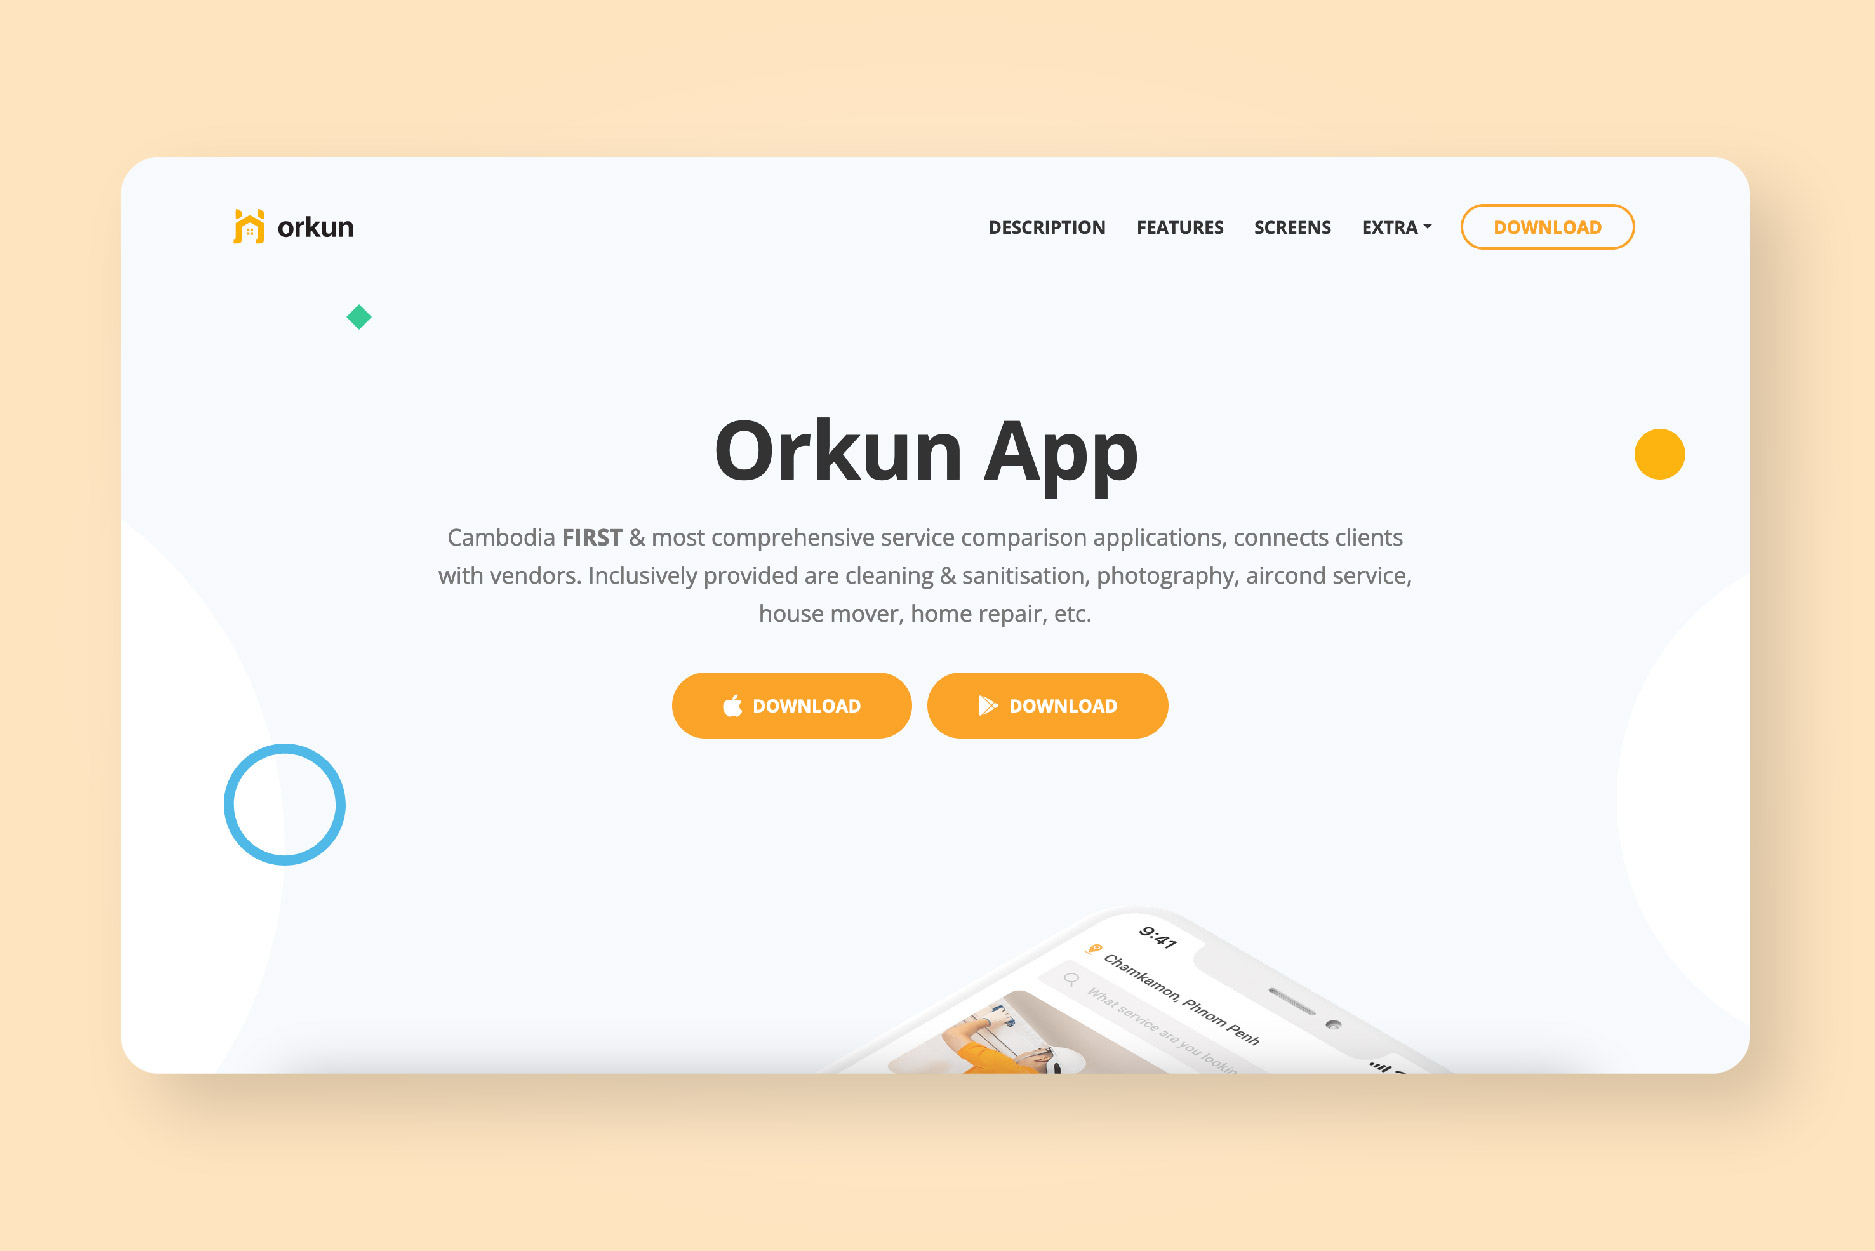 orkun
DESCRIPTION FEATURES SCREENS EXTRA DOWNLOAD
Orkun App
Cambodia FIRST & most comprehensive service comparison applications, connects clients
with vendors. Inclusively provided are cleaning & sanitisation, photography, aircond service,
house mover, home repair, etc.
DOWNLOAD DOWNLOAD
9:41
Chamkamon, Phnom Penh
What service are you lookin